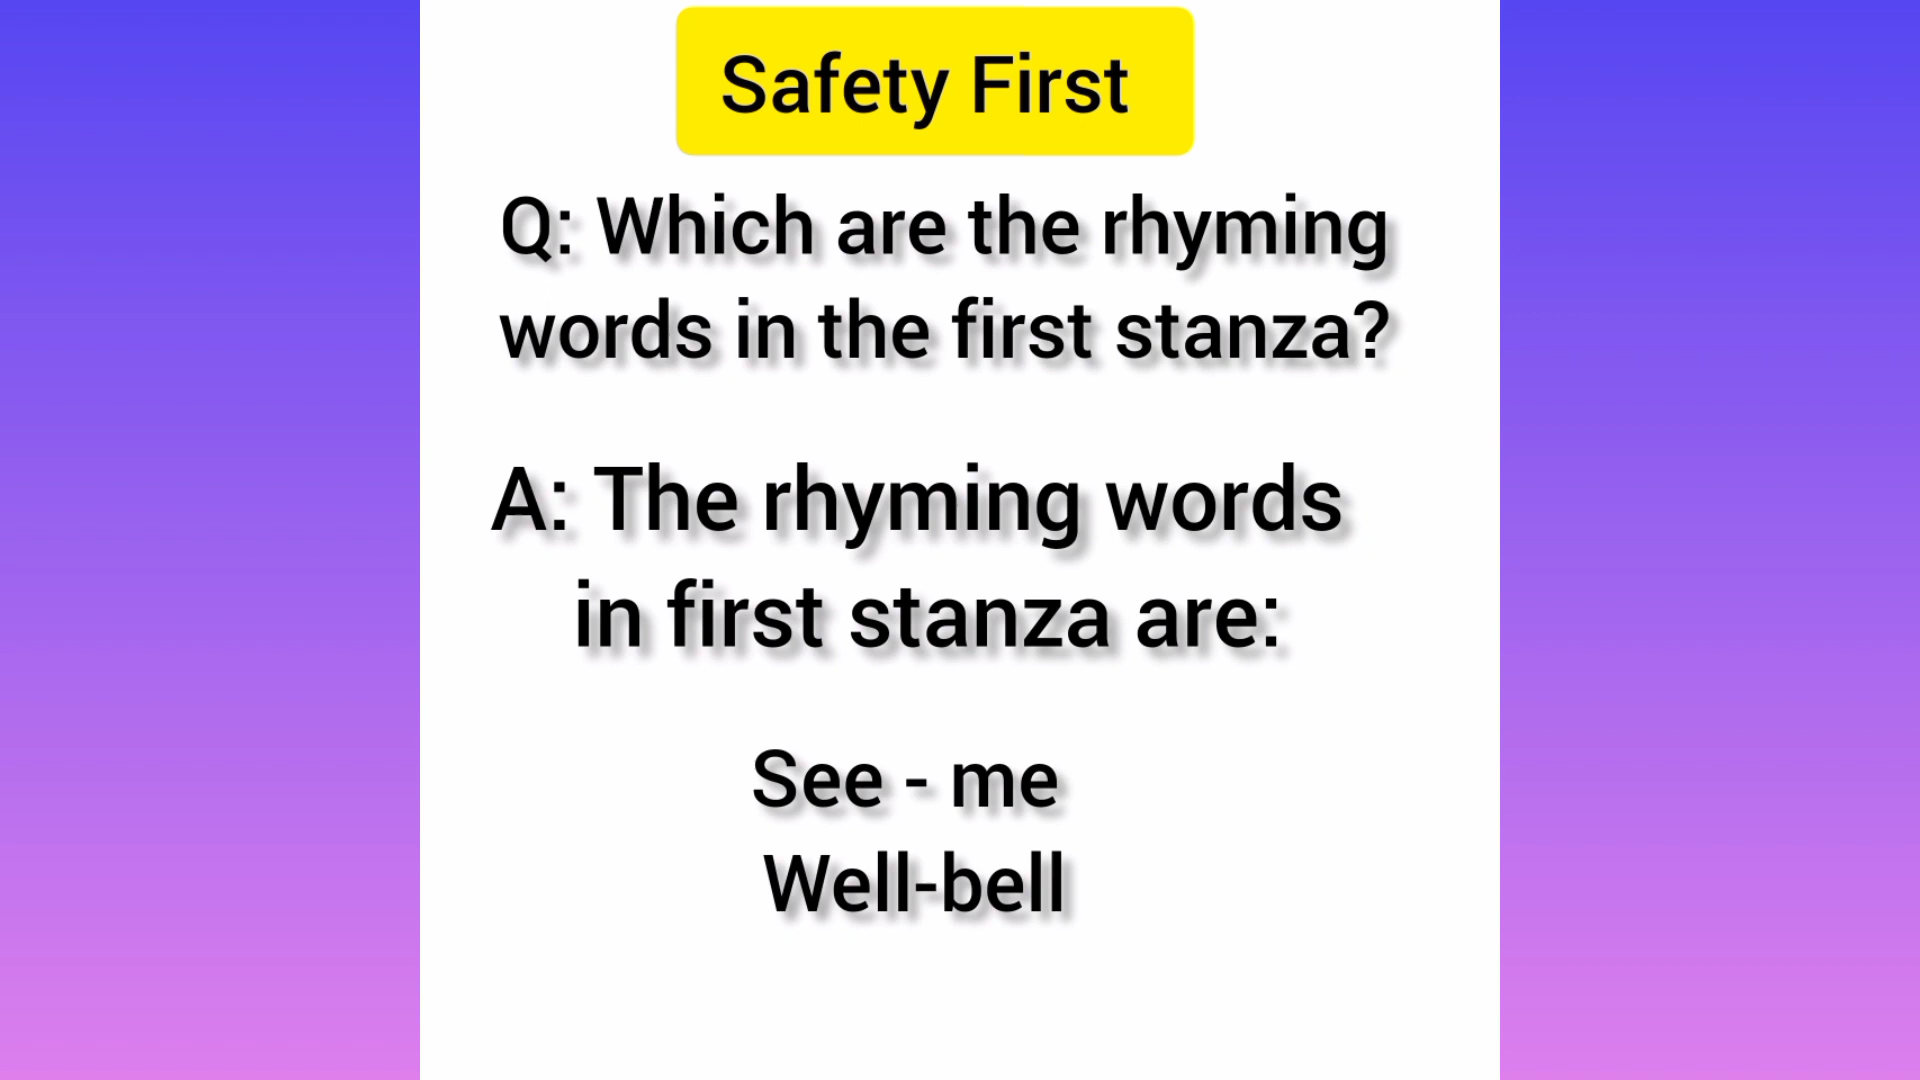 Safety First
Q: Which are the rhyming
words in the first stanza?
A: The rhyming words
in first stanza are:
See - me
Well-bell